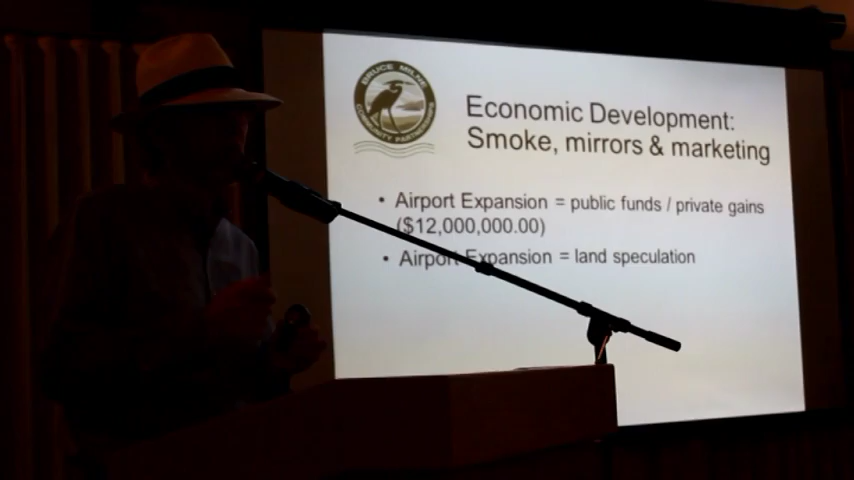 BRUCE MILNE
COMMUNITY PARTNERSHIPS
Economic Development:
Smoke, mirrors & marketing
• Airport Expansion = public funds / private gains
($12,000,000.00)
• Airport Expansion = land speculation